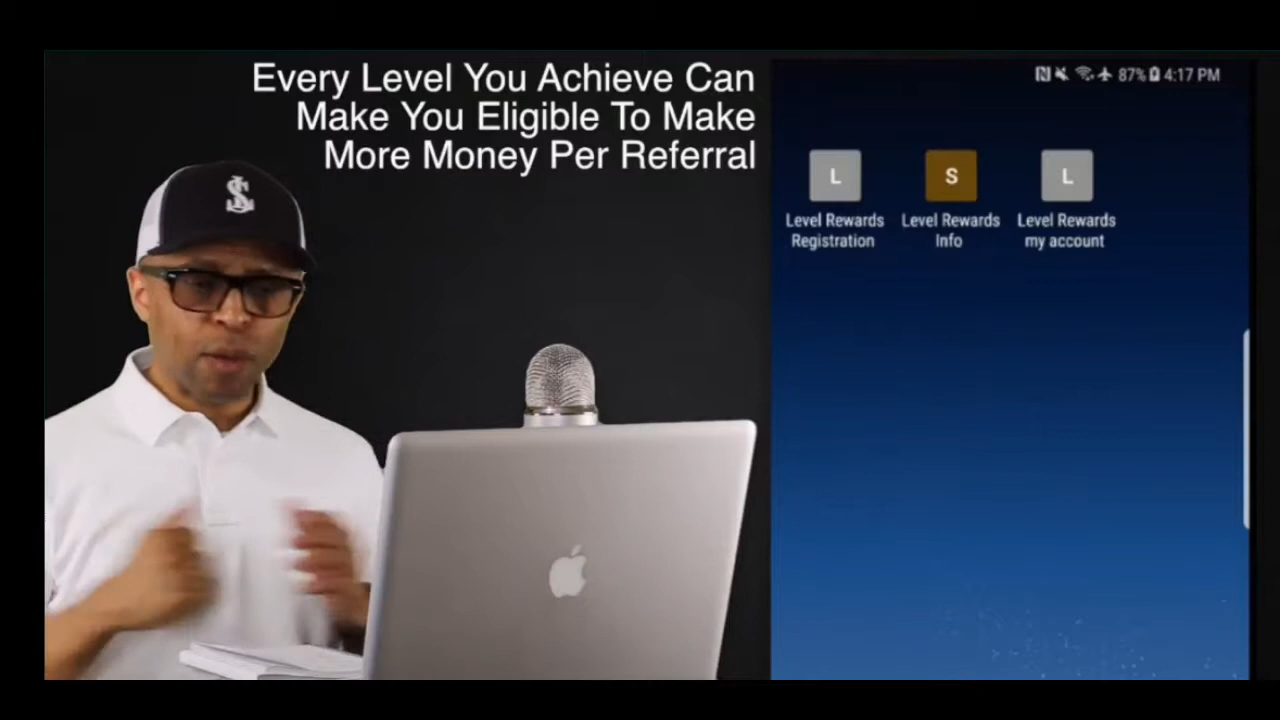 Every Level You Achieve Can
Make You Eligible To Make
More Money Per Referral
87% 4:17 PM
L
S
L
Level Rewards
Registration
Level Rewards
Info
Level Rewards
my account